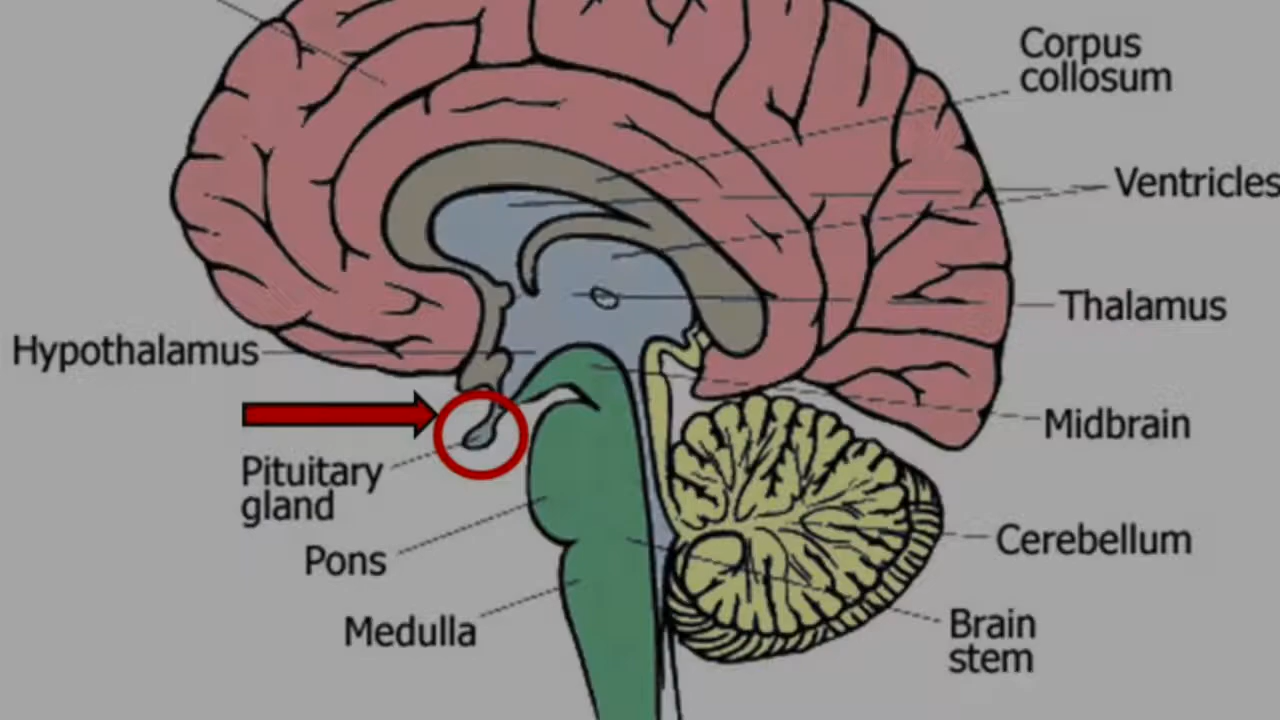 Corpus
collosum
Ventricles
Thalamus
Hypothalamus
Midbrain
Pituitary
gland
Cerebellum
Pons
Medulla
Brain
stem